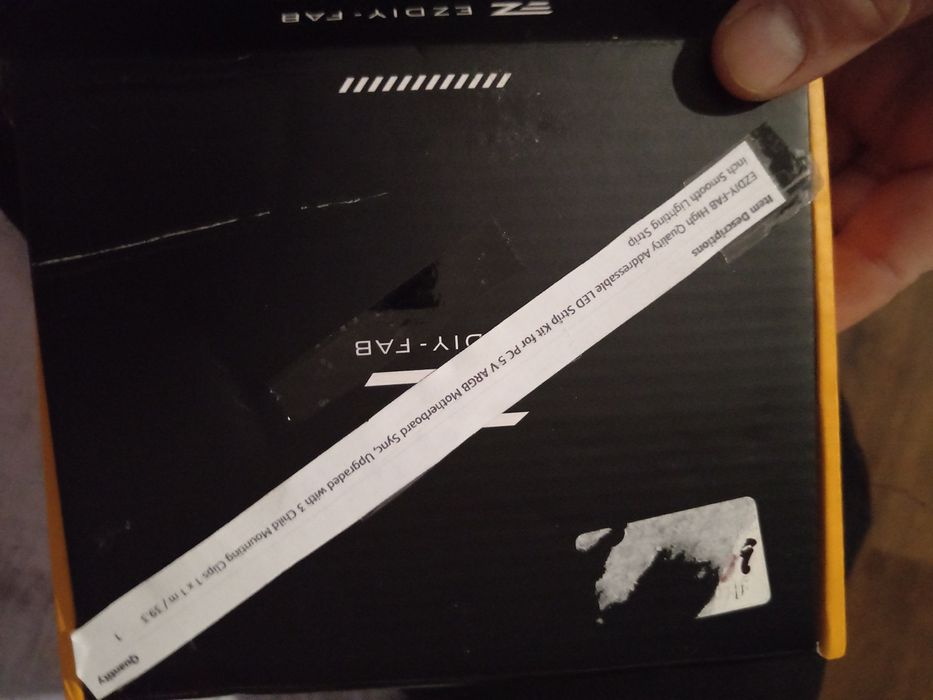 EZDIY-FAB
Item Descriptions
Quantity
EZDIY-FAB High Quality Addressable LED Strip Kit for PC 5 V ARGB Motherboard Sync, Upgraded with 3 Child Mounting Clips 1 x 1 m / 39.3
1
inch Smooth Lighting Strip
DIY-FAB